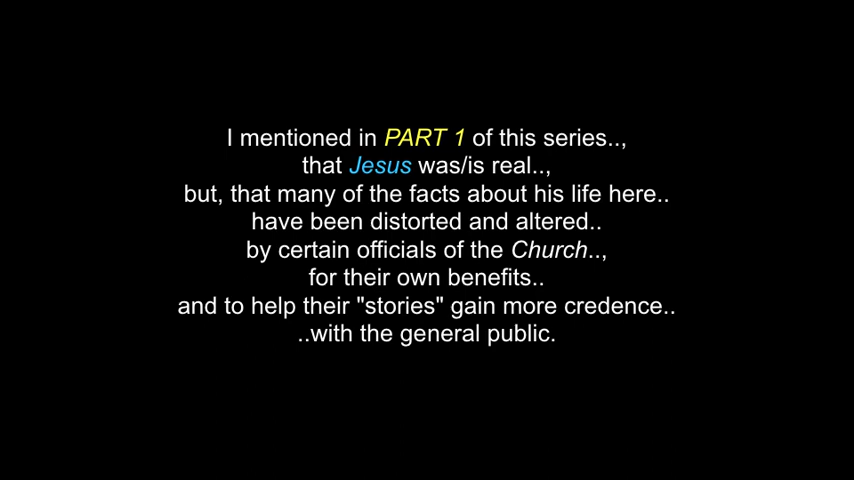 I mentioned in PART 1 of this series..,
that Jesus was/is real..,
but, that many of the facts about his life here..
have been distorted and altered..
by certain officials of the Church..,
for their own benefits..
and to help their "stories" gain more credence..
..with the general public.